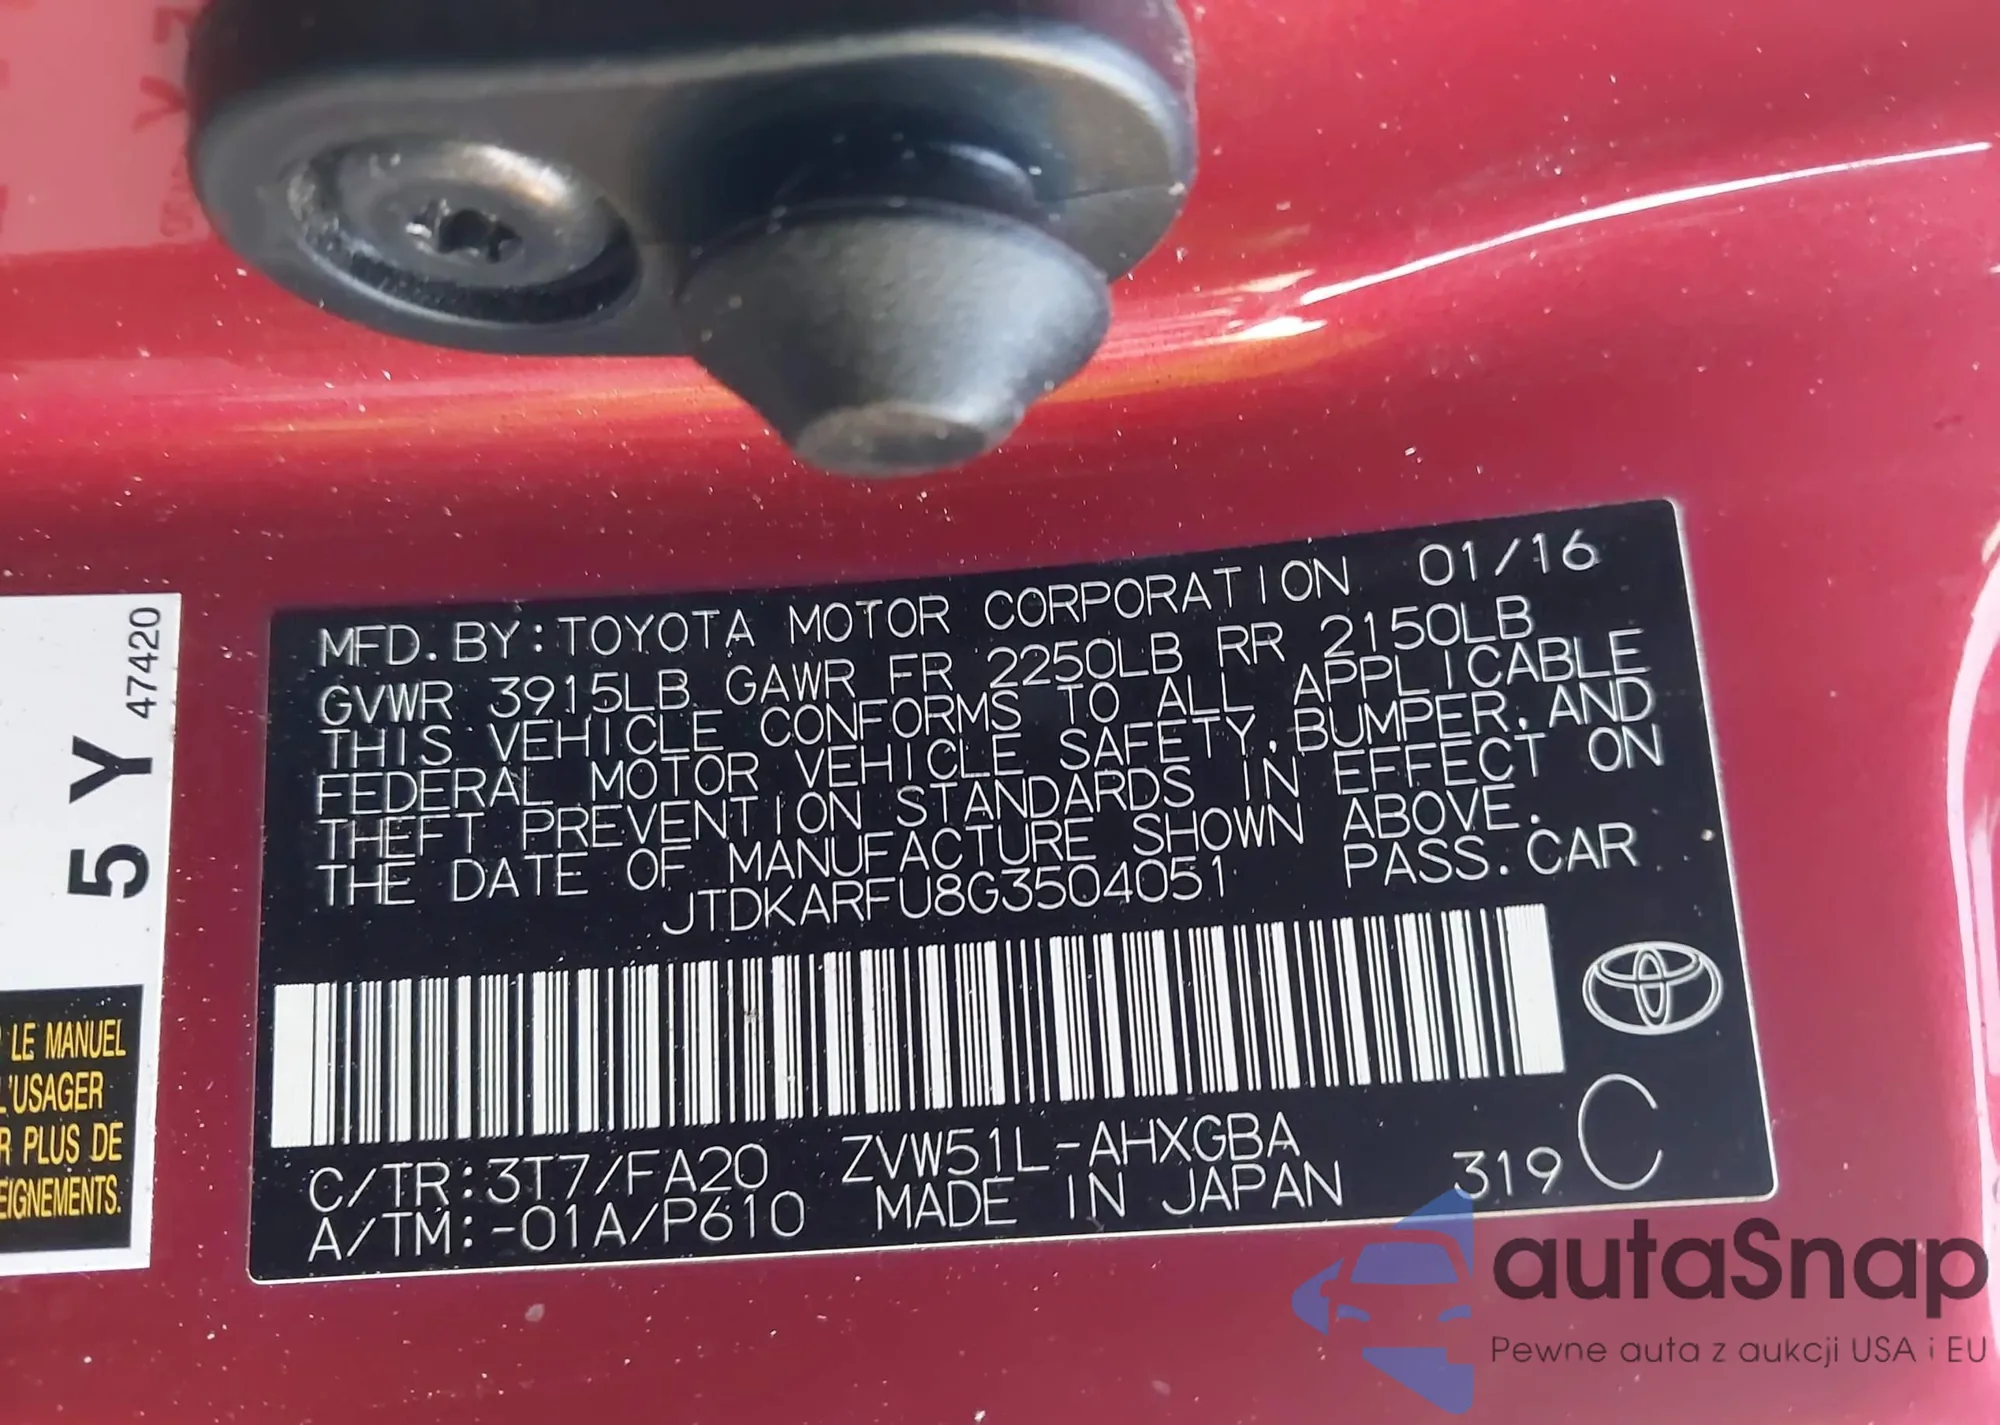 MFD. BY: TOYOTA MOTOR CORPORATION 01/16
GVWR 3915LB GAWR FR 2250LB RR 2150LB
THIS VEHICLE CONFORMS TO ALL APPLICABLE
FEDERAL MOTOR VEHICLE SAFETY, BUMPER, AND
THEFT PREVENTION STANDARDS IN EFFECT ON
THE DATE OF MANUFACTURE SHOWN ABOVE.
JTDKARFU8G3504051 PASS. CAR
C/TR: 3T7/FA20 ZVW51L-AHXGBA
A/TM: -01A/P610 MADE IN JAPAN 319 C
5Y 47420
LE MANUEL
L'USAGER
R PLUS DE
EIGNEMENTS.
autaSnap
Pewne auta z aukcji USA i EU